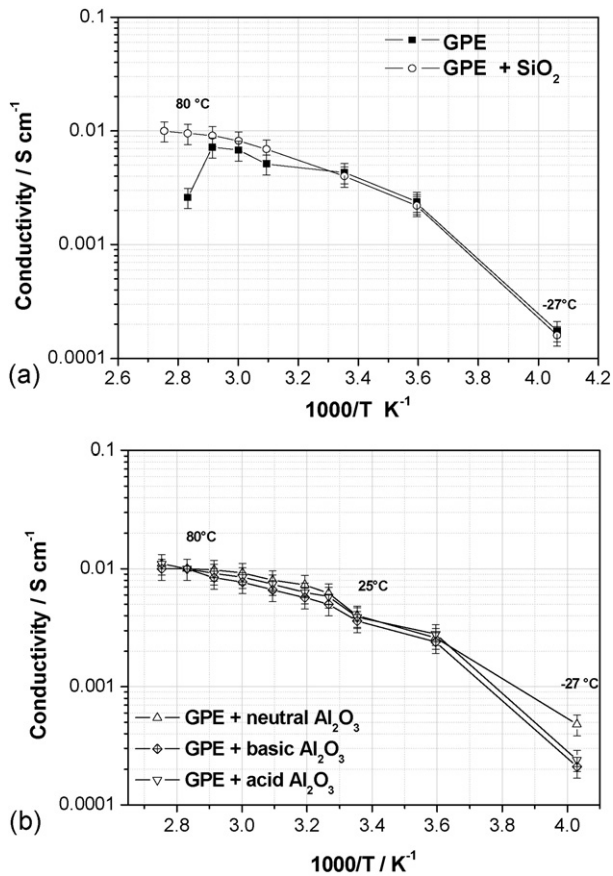 GPE
GPE + SiO₂
80 °C
-27°C
0.1
0.01
0.001
0.0001
Conductivity / S cm⁻¹
2.6 2.8 3.0 3.2 3.4 3.6 3.8 4.0 4.2
1000/T K⁻¹
(a)
0.1
0.01
0.001
0.0001
Conductivity / S cm⁻¹
80°C
25°C
-27 °C
GPE + neutral Al₂O₃
GPE + basic Al₂O₃
GPE + acid Al₂O₃
2.8 3.0 3.2 3.4 3.6 3.8 4.0
1000/T / K⁻¹
(b)